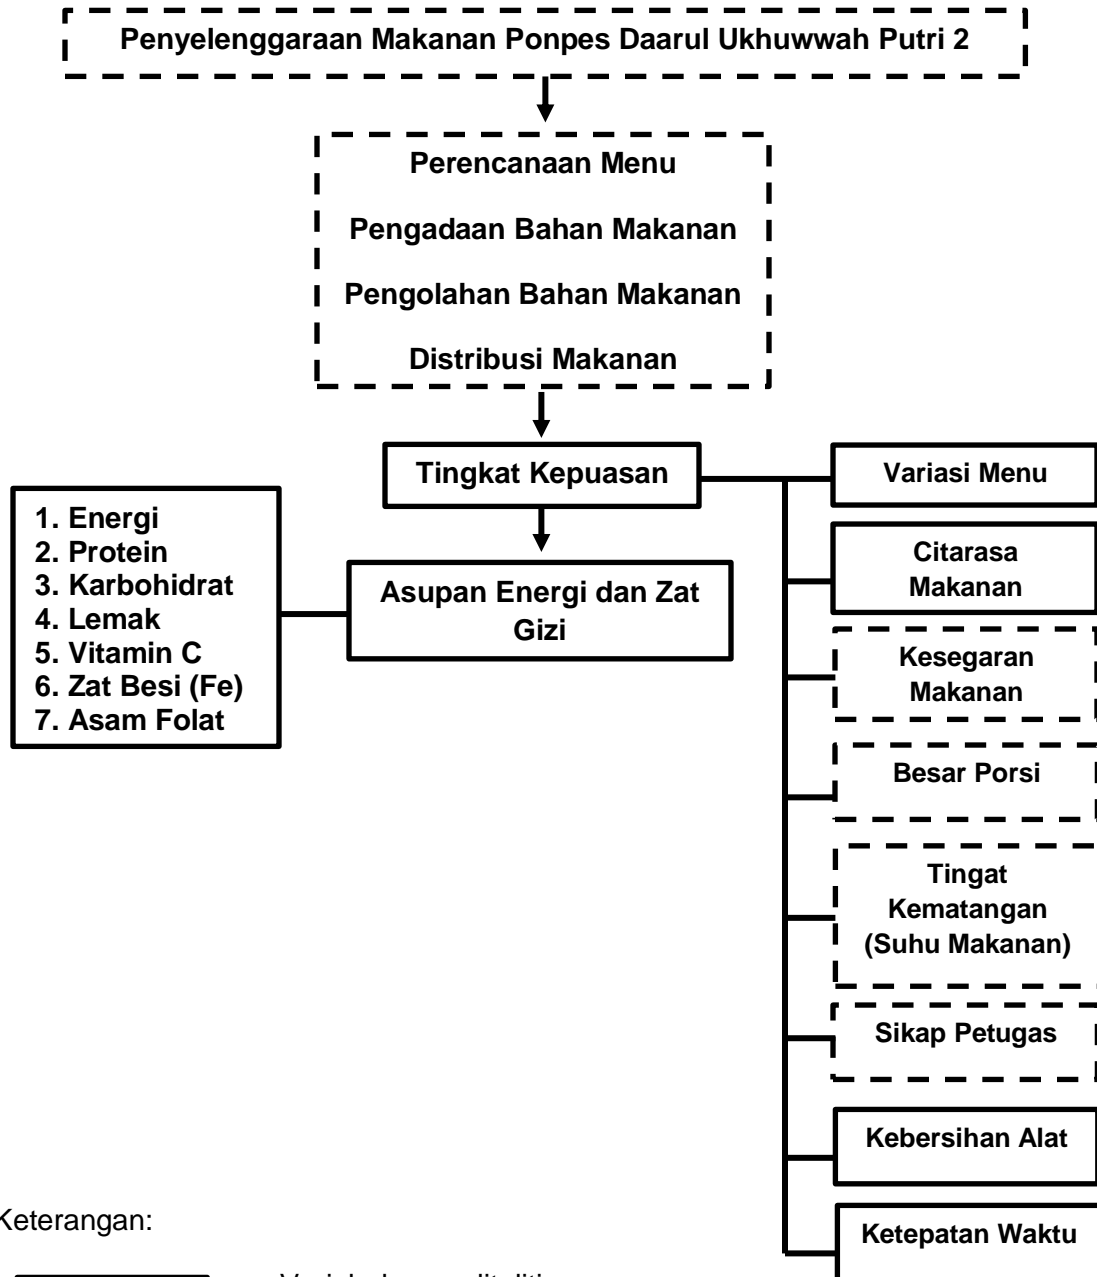 Penyelenggaraan Makanan Ponpes Daarul Ukhuwwah Putri 2
Perencanaan Menu
Pengadaan Bahan Makanan
Pengolahan Bahan Makanan
Distribusi Makanan
Tingkat Kepuasan
Variasi Menu
1. Energi
2. Protein
3. Karbohidrat
4. Lemak
5. Vitamin C
6. Zat Besi (Fe)
7. Asam Folat
Asupan Energi dan Zat
Gizi
Citarasa
Makanan
Kesegaran
Makanan
Besar Porsi
Tingat
Kematangan
(Suhu Makanan)
Sikap Petugas
Kebersihan Alat
Ketepatan Waktu
Keterangan: